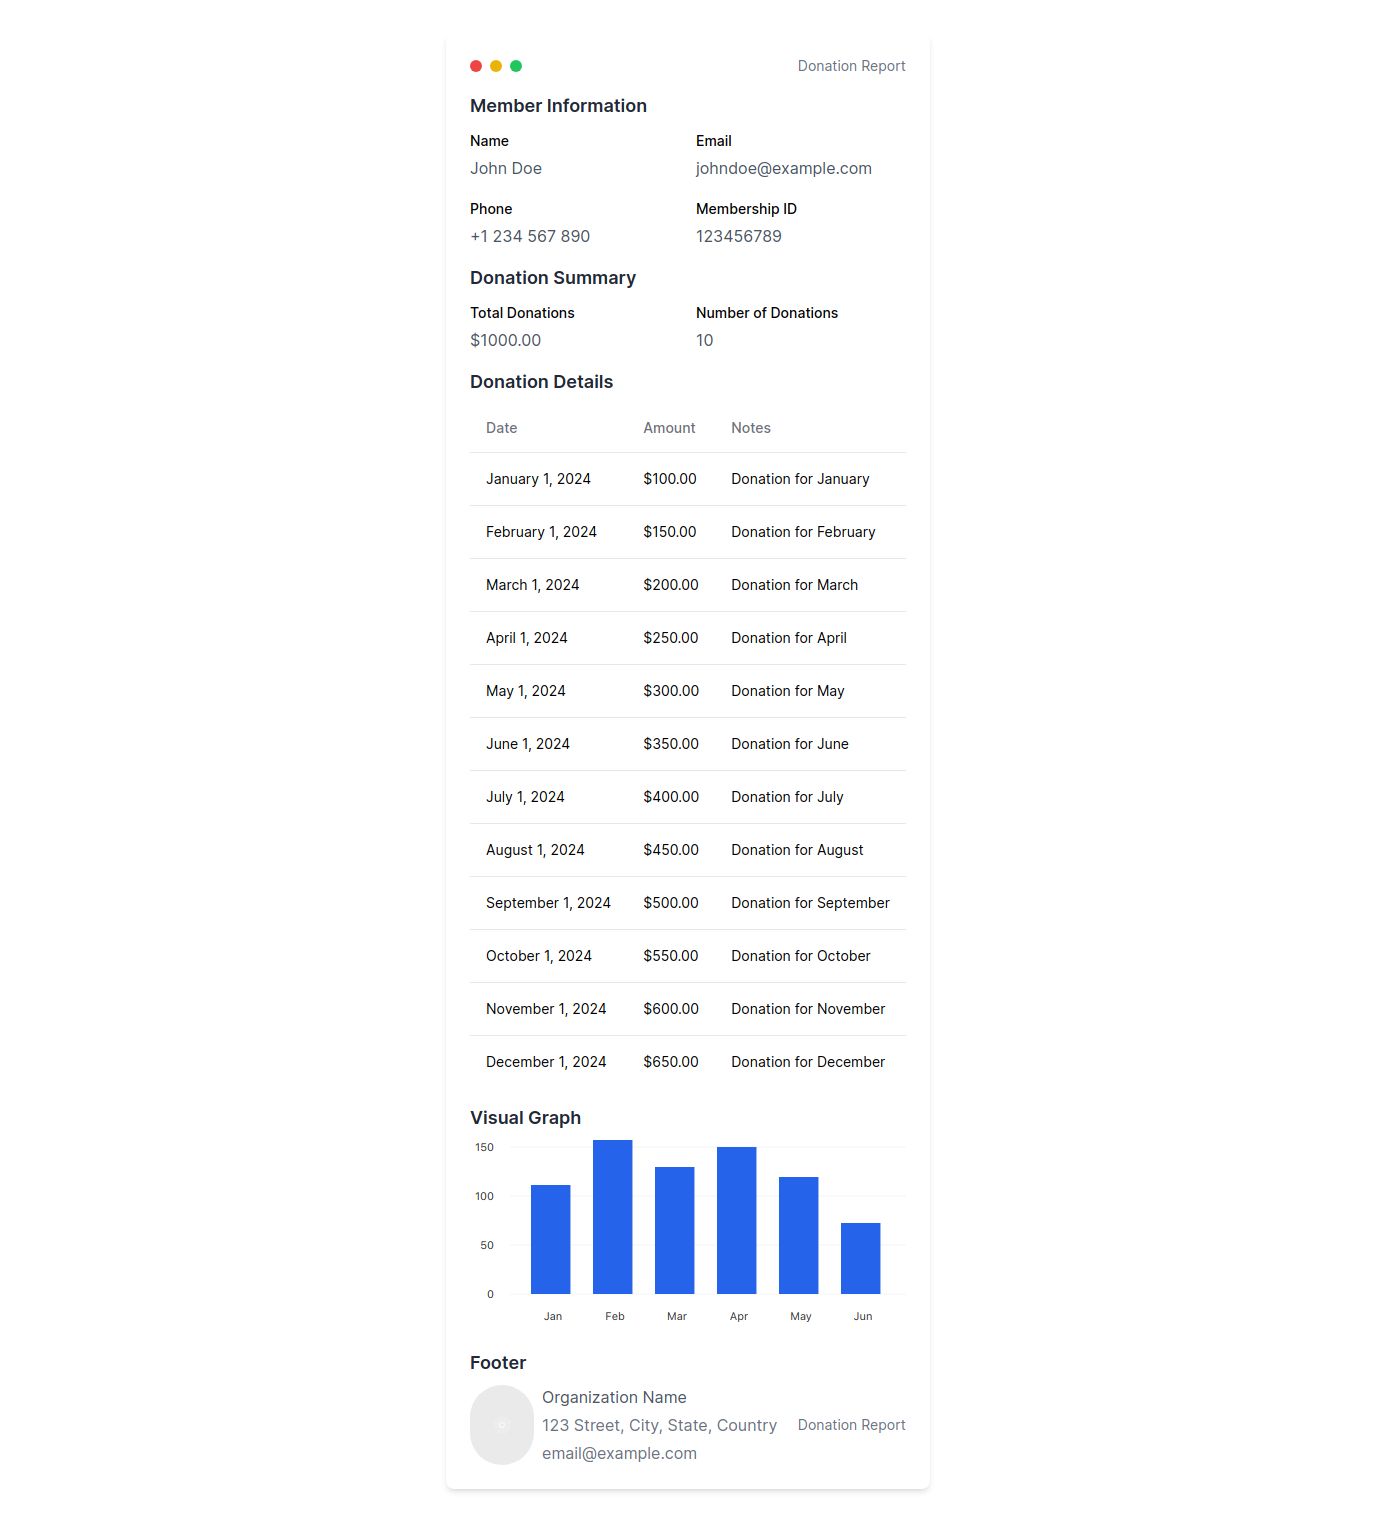 Donation Report
Member Information
Name Email
John Doe johndoe@example.com
Phone Membership ID
+1 234 567 890 123456789
Donation Summary
Total Donations Number of Donations
$1000.00 10
Donation Details
Date Amount Notes
January 1, 2024 $100.00 Donation for January
February 1, 2024 $150.00 Donation for February
March 1, 2024 $200.00 Donation for March
April 1, 2024 $250.00 Donation for April
May 1, 2024 $300.00 Donation for May
June 1, 2024 $350.00 Donation for June
July 1, 2024 $400.00 Donation for July
August 1, 2024 $450.00 Donation for August
September 1, 2024 $500.00 Donation for September
October 1, 2024 $550.00 Donation for October
November 1, 2024 $600.00 Donation for November
December 1, 2024 $650.00 Donation for December
Visual Graph
150
100
50
0
Jan Feb Mar Apr May Jun
Footer
Organization Name
123 Street, City, State, Country Donation Report
email@example.com